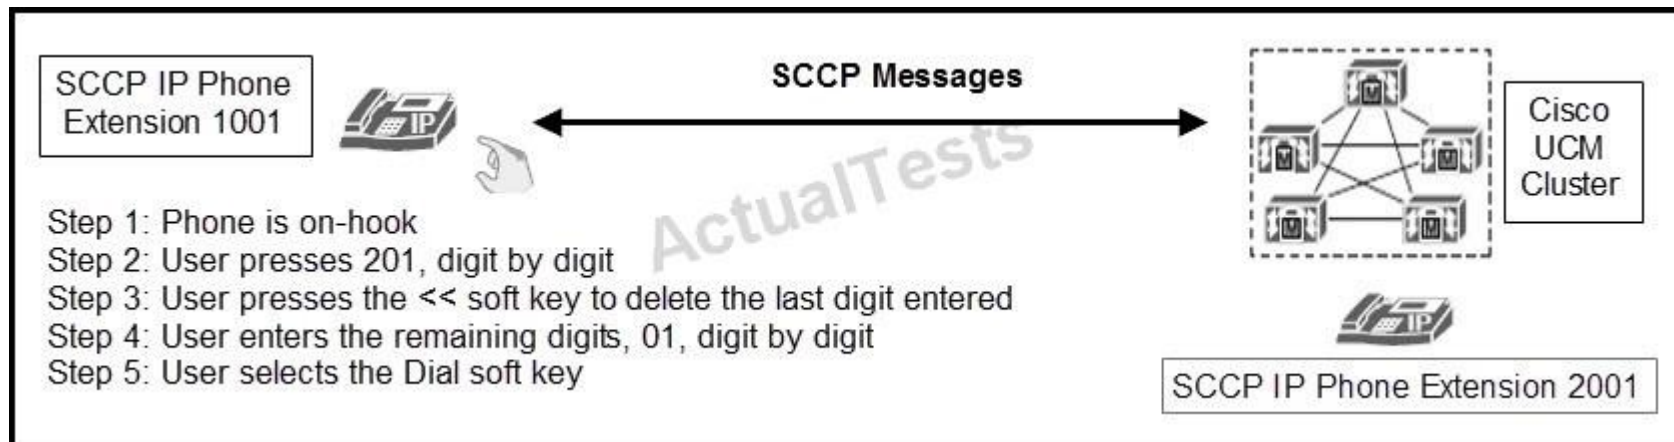 SCCP IP Phone
Extension 1001
IP
SCCP Messages
M
M
M
M
M
Cisco
UCM
Cluster
ActualTests
Step 1: Phone is on-hook
Step 2: User presses 201, digit by digit
Step 3: User presses the << soft key to delete the last digit entered
Step 4: User enters the remaining digits, 01, digit by digit
Step 5: User selects the Dial soft key
IP
SCCP IP Phone Extension 2001